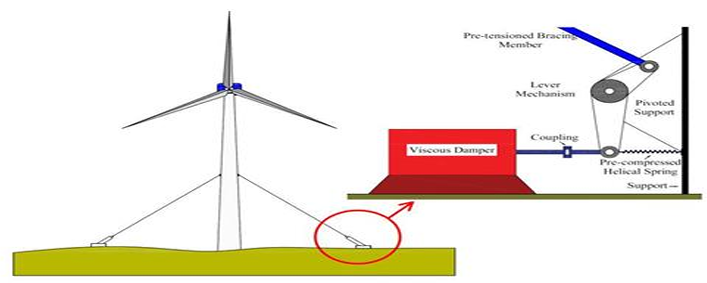 Pre-tensioned Bracing
Member
Lever
Mechanism
Pivoted
Support
Coupling
Viscous Damper
Pre-compressed
Helical Spring
Support